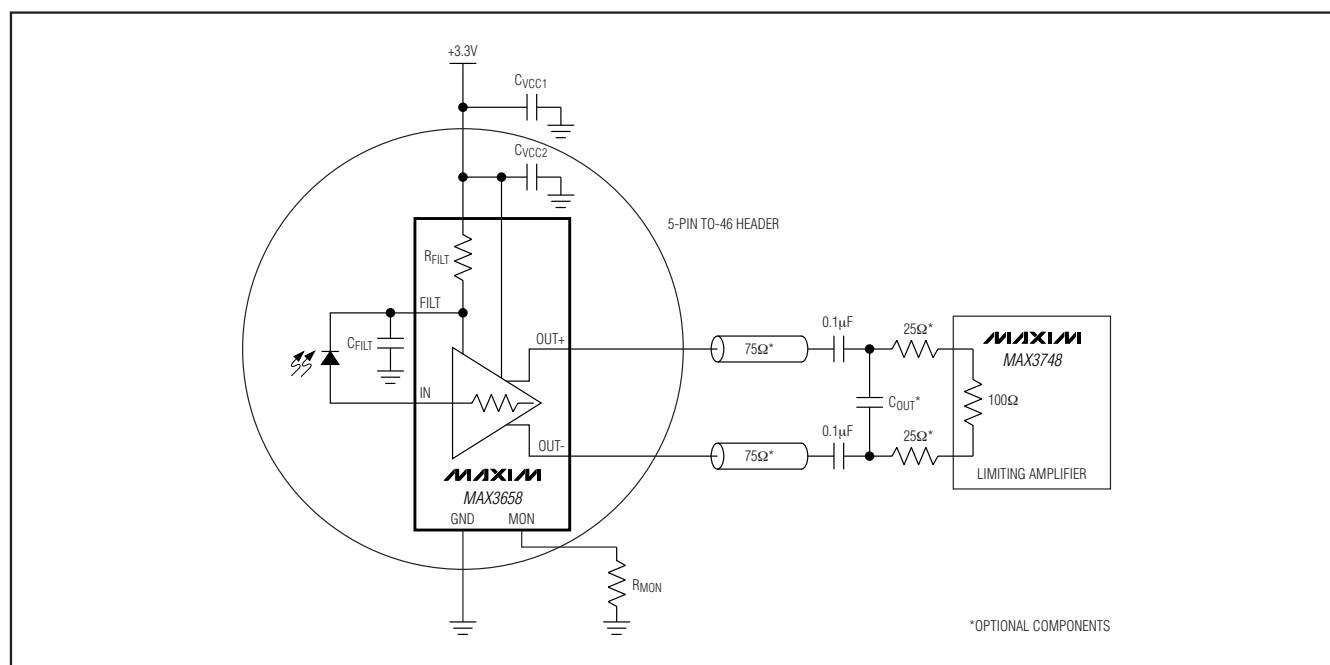 +3.3V
CVCC1
CVCC2
5-PIN TO-46 HEADER
RFILT
FILT
CFILT
IN
OUT+
OUT-
MAXIM
MAX3658
GND
MON
RMON
75Ω*
0.1μF
25Ω*
COUT*
75Ω*
0.1μF
25Ω*
MAXIM
MAX3748
100Ω
LIMITING AMPLIFIER
*OPTIONAL COMPONENTS